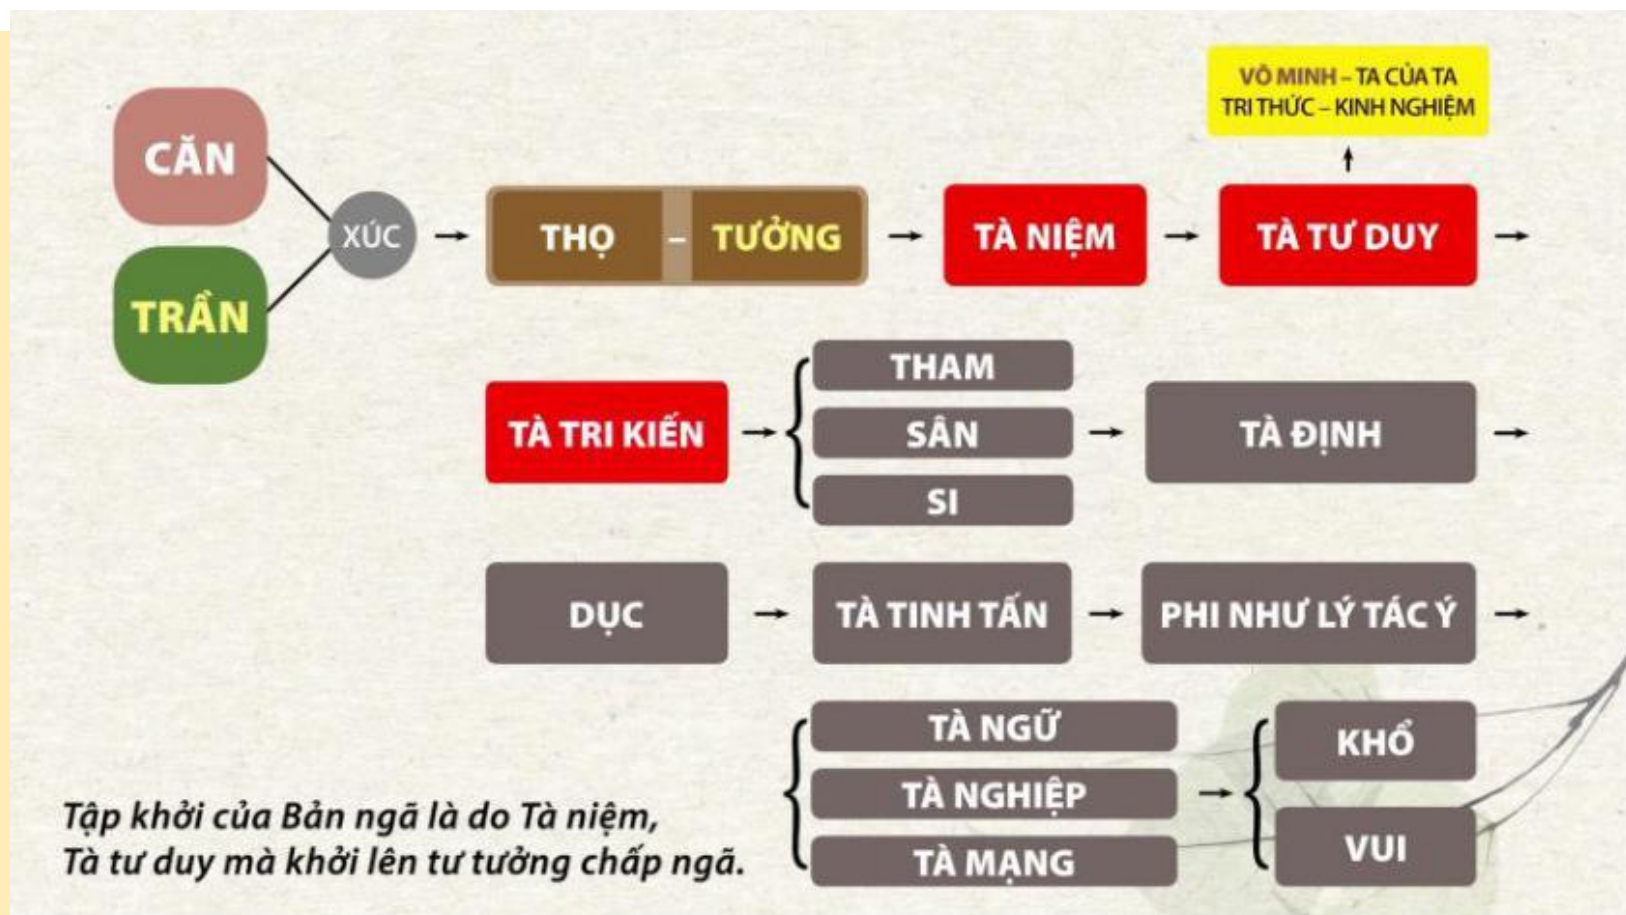 VÔ MINH – TA CỦA TA
TRI THỨC – KINH NGHIỆM
CĂN
TRẦN
XÚC
THỌ – TƯỞNG
TÀ NIỆM
TÀ TƯ DUY
TÀ TRI KIẾN
THAM
SÂN
SI
TÀ ĐỊNH
DỤC
TÀ TINH TẤN
PHI NHƯ LÝ TÁC Ý
TÀ NGỮ
TÀ NGHIỆP
TÀ MẠNG
KHỔ
VUI
Tập khởi của Bản ngã là do Tà niệm,
Tà tư duy mà khởi lên tư tưởng chấp ngã.